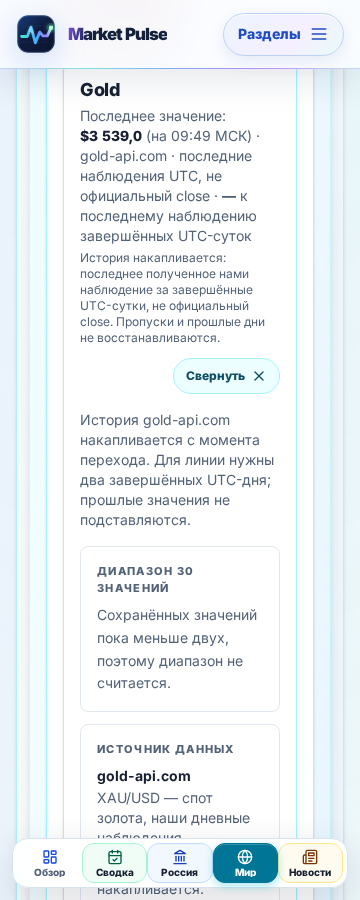 Market Pulse
Разделы
Gold
Последнее значение:
$3 539,0 (на 09:49 МСК) ·
gold-api.com · последние
наблюдения UTC, не
официальный close · — к
последнему наблюдению
завершённых UTC-суток
История накапливается:
последнее полученное нами
наблюдение за завершённые
UTC-сутки, не официальный
close. Пропуски и прошлые дни
не восстанавливаются.
Свернуть
История gold-api.com
накапливается с момента
перехода. Для линии нужны
два завершённых UTC-дня;
прошлые значения не
подставляются.
ДИАПАЗОН 30
ЗНАЧЕНИЙ
Сохранённых значений
пока меньше двух,
поэтому диапазон не
считается.
ИСТОЧНИК ДАННЫХ
gold-api.com
XAU/USD — спот
золота, наши дневные
наблюдения
Обзор
Сводка
Россия
Мир
Новости
накапливается.